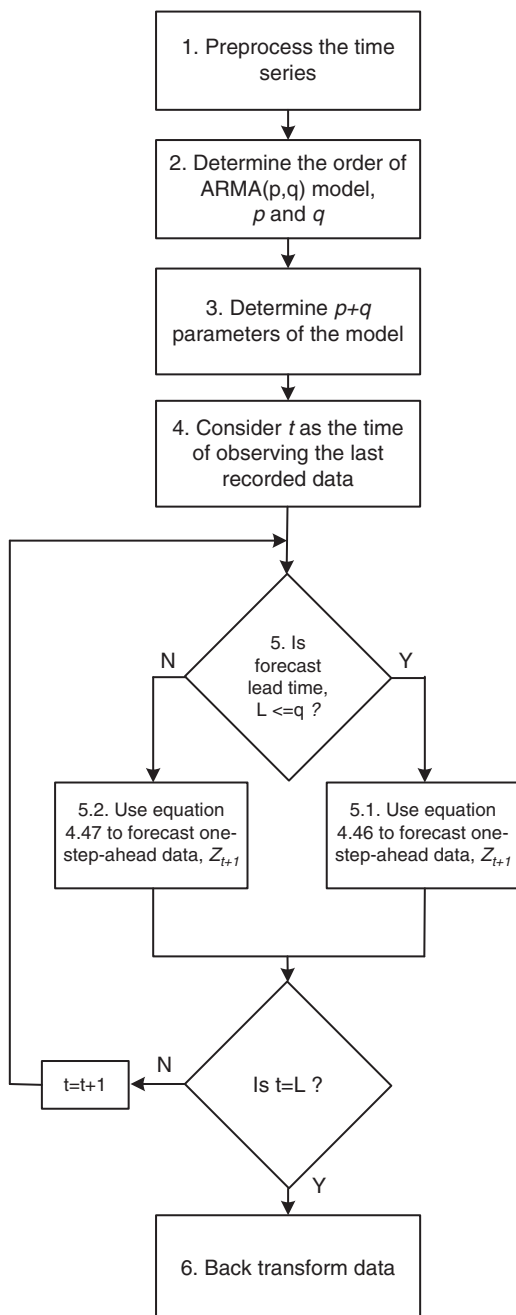 1. Preprocess the time
series
2. Determine the order of
ARMA(p,q) model,
p and q
3. Determine p+q
parameters of the model
4. Consider t as the time
of observing the last
recorded data
5. Is
forecast
lead time,
L <=q ?
N
Y
5.2. Use equation
4.47 to forecast one-
step-ahead data, Zt+1
5.1. Use equation
4.46 to forecast one-
step-ahead data, Zt+1
Is t=L ?
N
t=t+1
Y
6. Back transform data